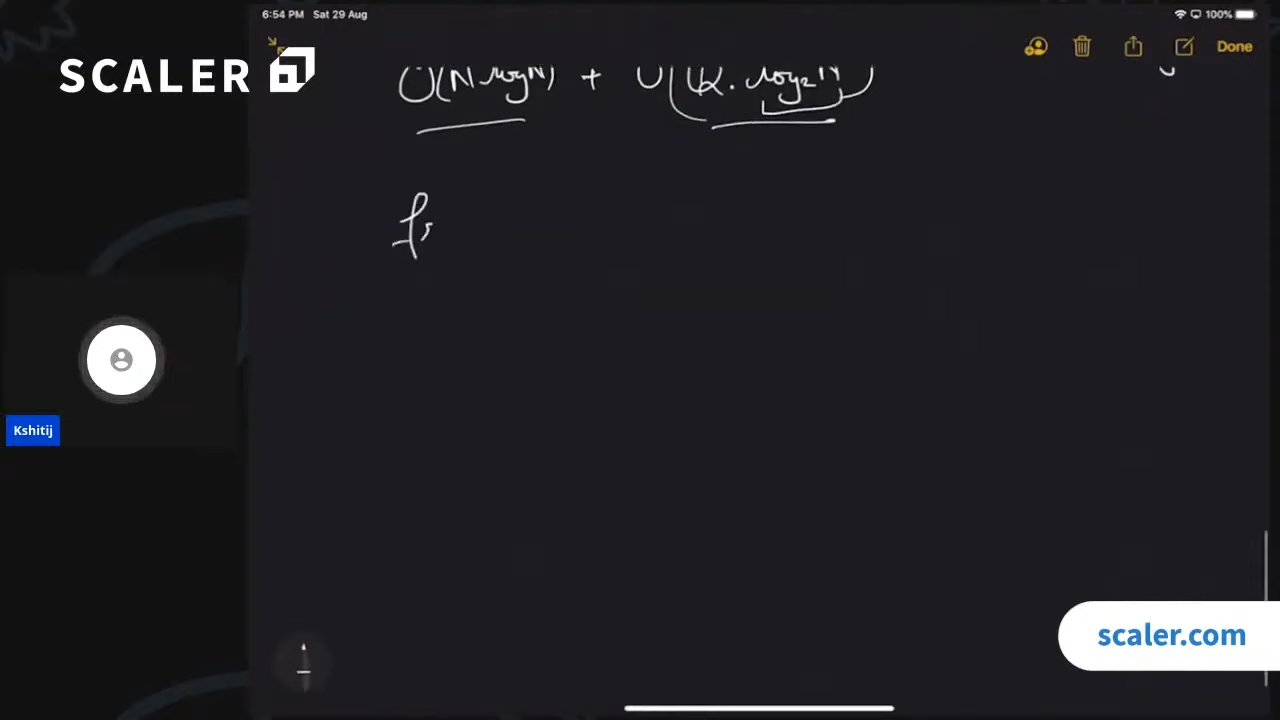 6:54 PM Sat 29 Aug 100%
SCALER
Done
O(N log N) + O(Q. log₂ N)
Kshitij
scaler.com